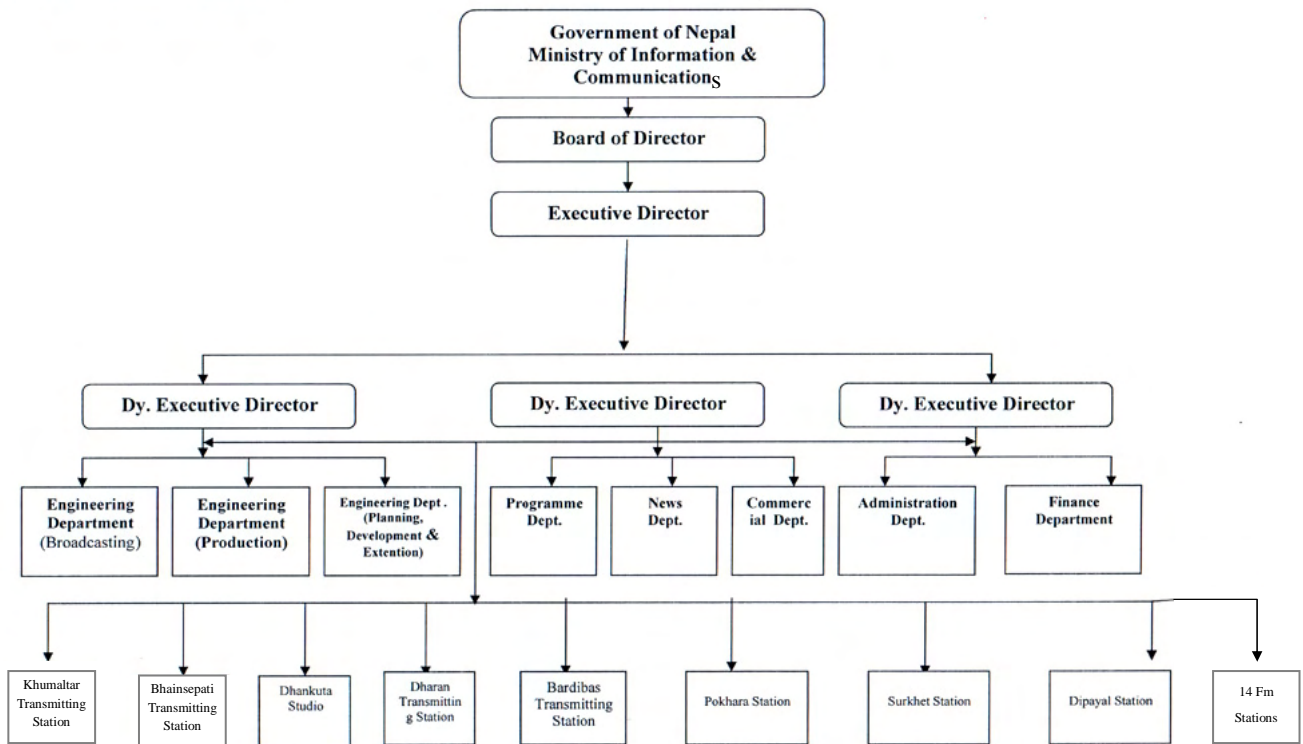 Government of Nepal
Ministry of Information &
Communications
Board of Director
Executive Director
Dy. Executive Director
Dy. Executive Director
Dy. Executive Director
Engineering
Department
(Broadcasting)
Engineering
Department
(Production)
Engineering Dept .
(Planning,
Development &
Extention)
Programme
Dept.
News
Dept.
Commerc
ial Dept.
Administration
Dept.
Finance
Department
Khumaltar
Transmitting
Station
Bhainsepati
Transmitting
Station
Dhankuta
Studio
Dharan
Transmittin
g Station
Bardibas
Transmitting
Station
Pokhara Station
Surkhet Station
Dipayal Station
14 Fm
Stations